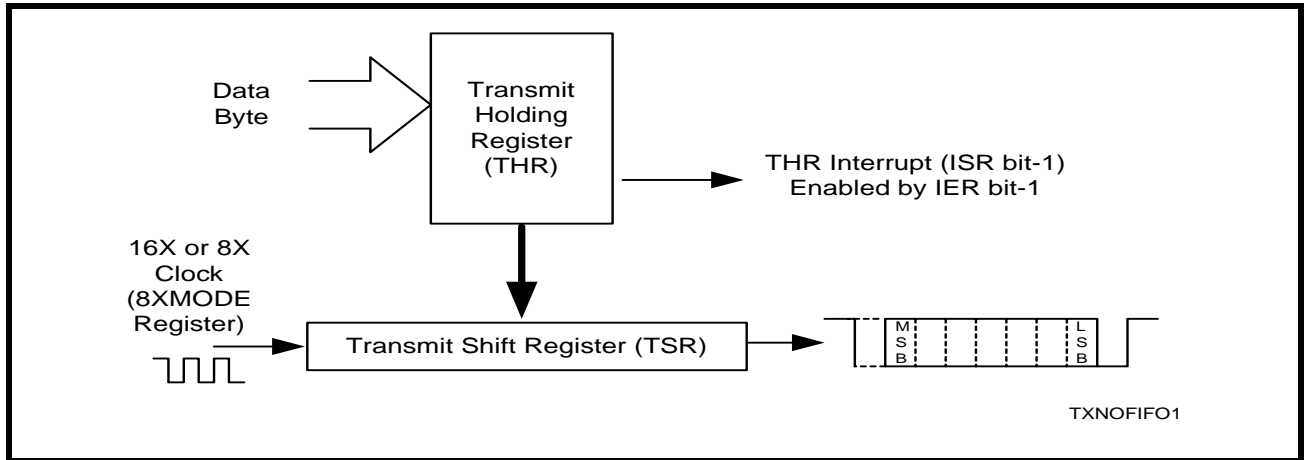 Data
Byte
Transmit
Holding
Register
(THR)
THR Interrupt (ISR bit-1)
Enabled by IER bit-1
16X or 8X
Clock
(8XMODE
Register)
Transmit Shift Register (TSR)
M
S
B
L
S
B
TXNOFIFO1